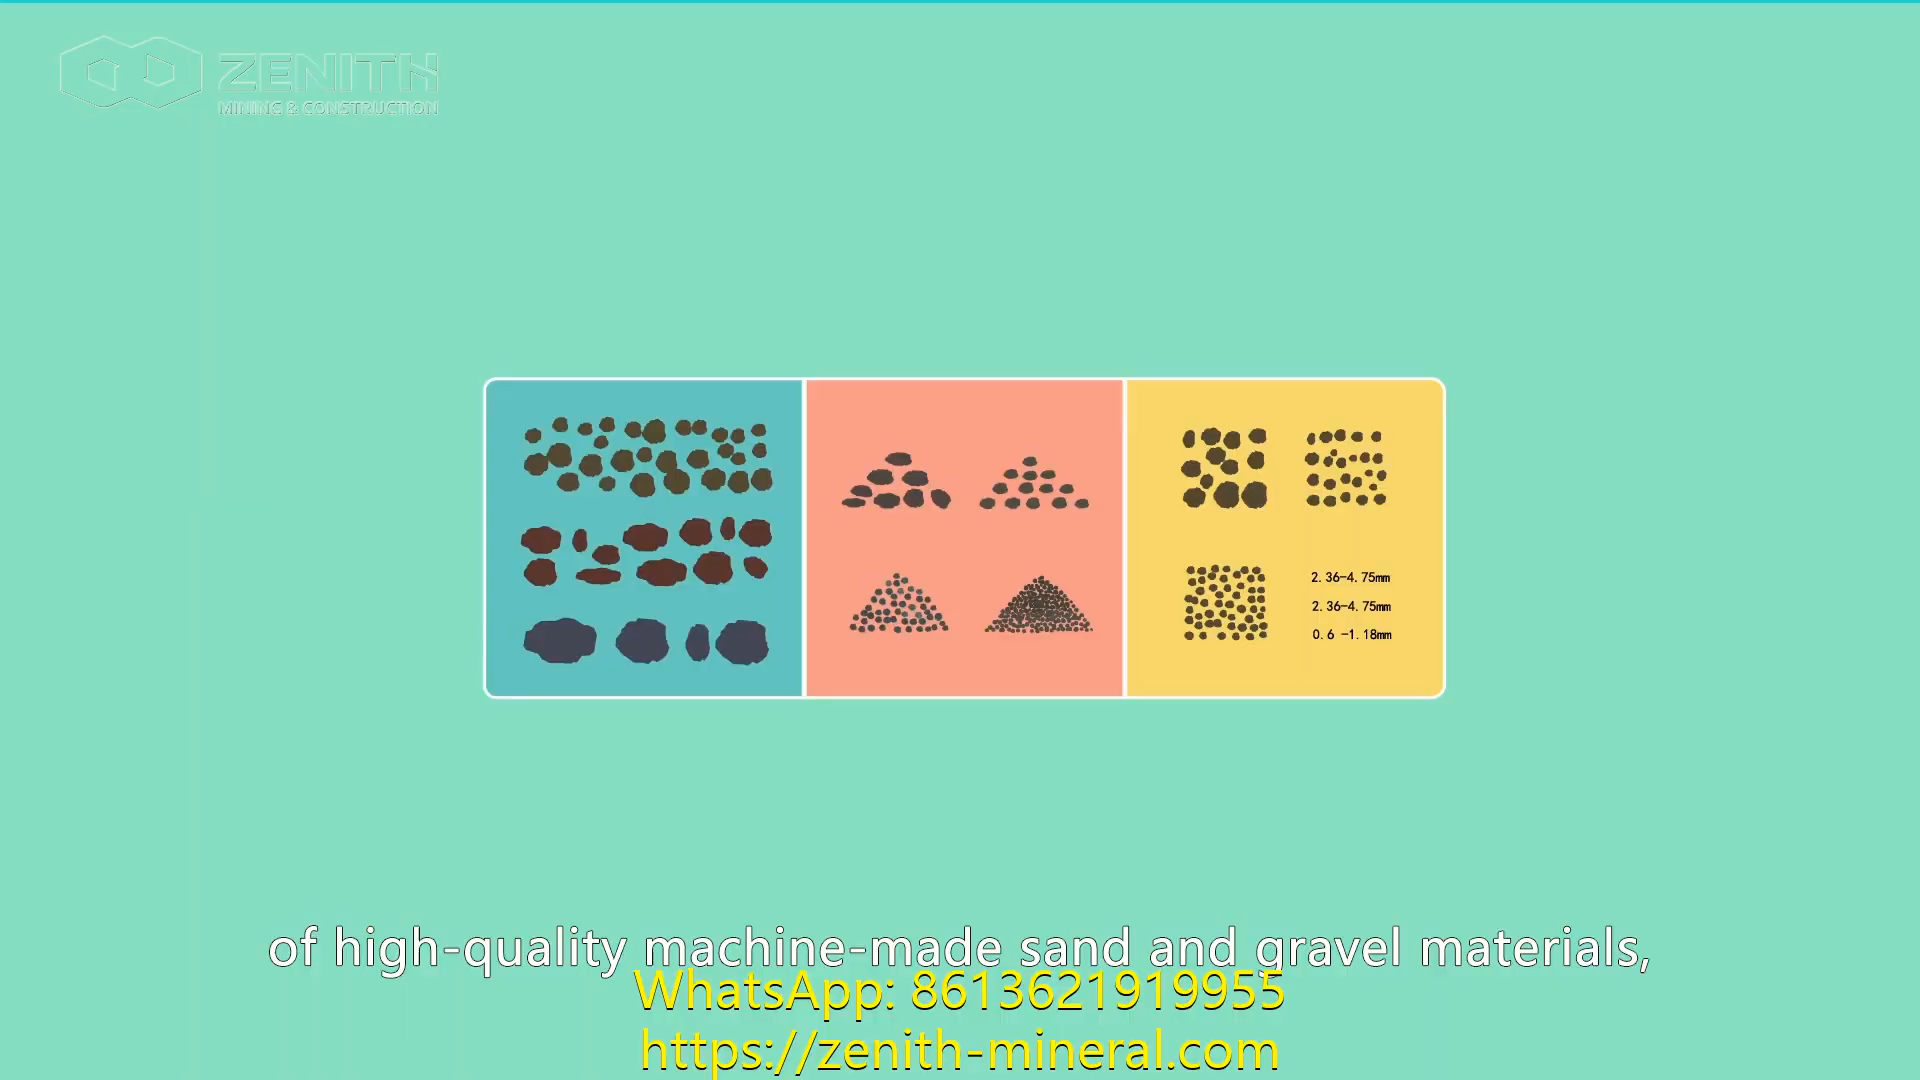 ZENITH
MINING & CONSTRUCTION
2.36-4.75mm
2.36-4.75mm
0.6 -1.18mm
of high-quality machine-made sand and gravel materials,
WhatsApp: 8613621919955
https://zenith-mineral.com